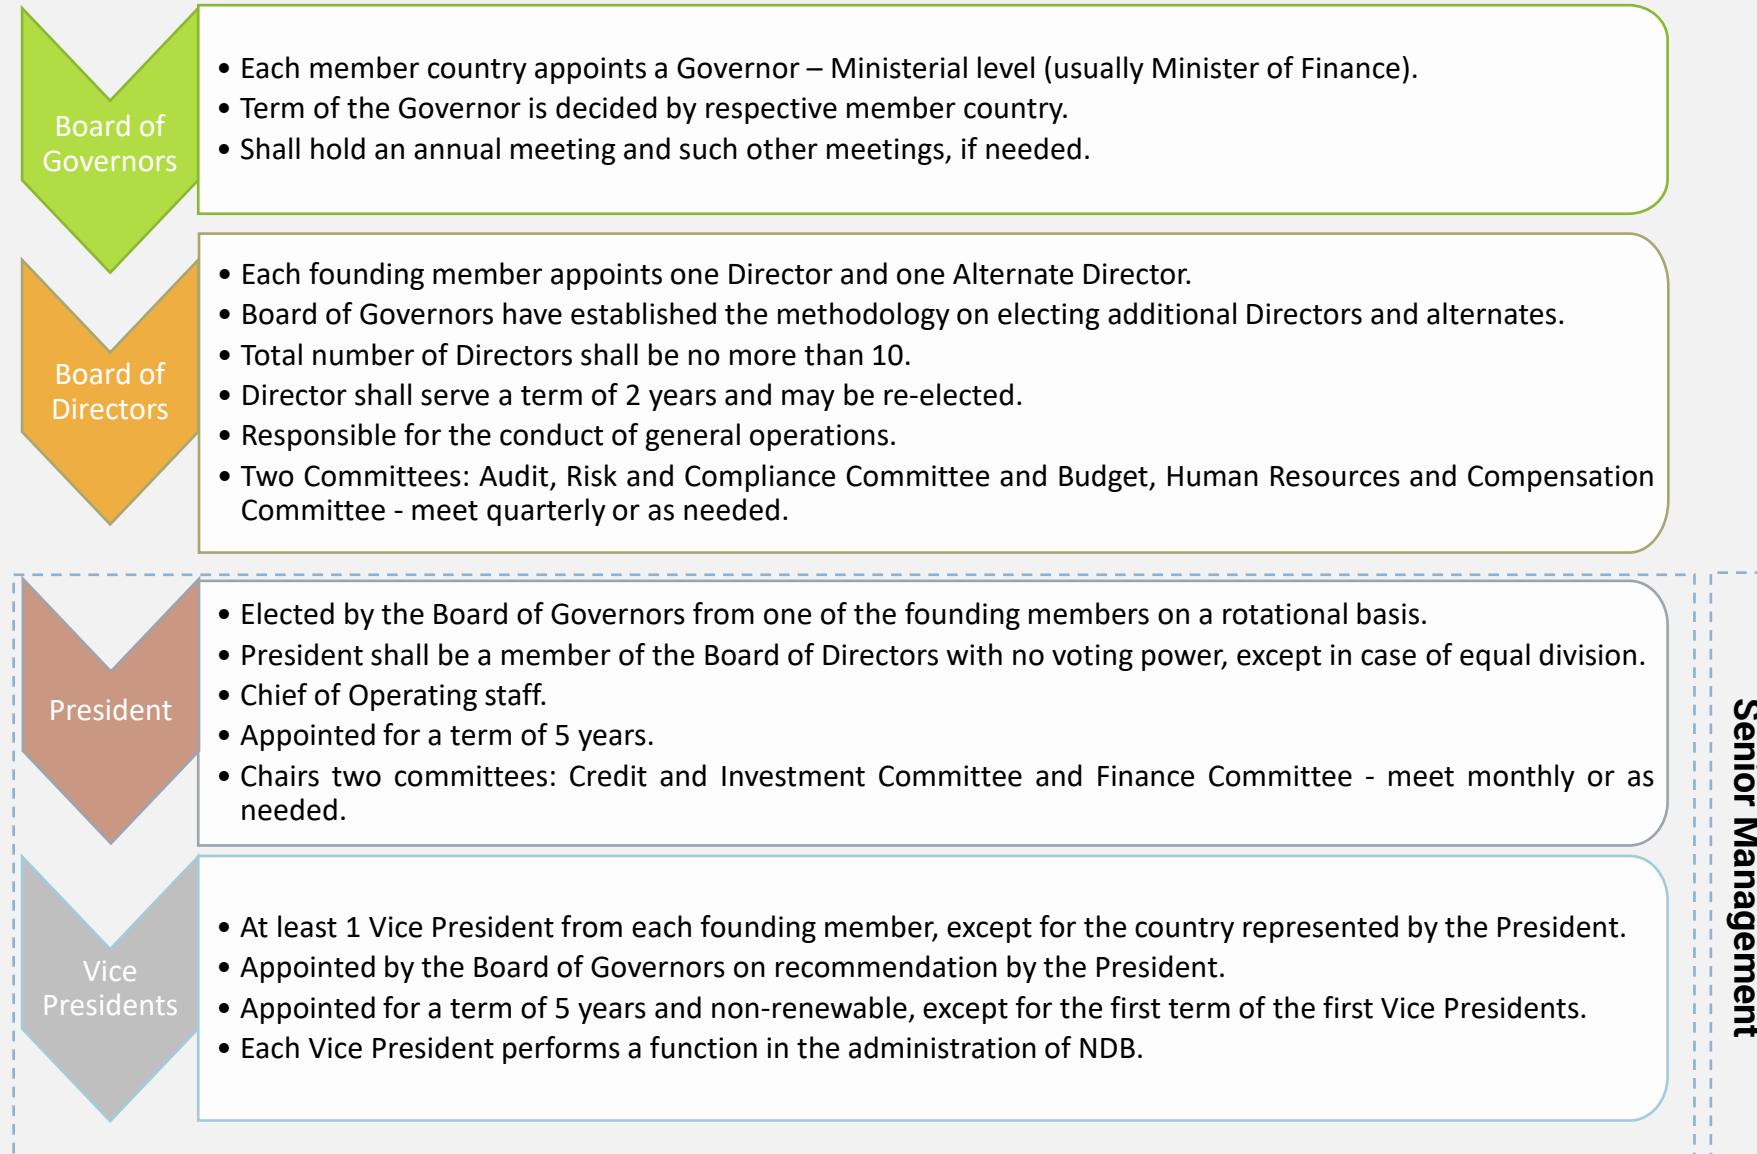 Board of
Governors
• Each member country appoints a Governor – Ministerial level (usually Minister of Finance).
• Term of the Governor is decided by respective member country.
• Shall hold an annual meeting and such other meetings, if needed.
Board of
Directors
• Each founding member appoints one Director and one Alternate Director.
• Board of Governors have established the methodology on electing additional Directors and alternates.
• Total number of Directors shall be no more than 10.
• Director shall serve a term of 2 years and may be re-elected.
• Responsible for the conduct of general operations.
• Two Committees: Audit, Risk and Compliance Committee and Budget, Human Resources and Compensation
Committee - meet quarterly or as needed.
President
• Elected by the Board of Governors from one of the founding members on a rotational basis.
• President shall be a member of the Board of Directors with no voting power, except in case of equal division.
• Chief of Operating staff.
• Appointed for a term of 5 years.
• Chairs two committees: Credit and Investment Committee and Finance Committee - meet monthly or as
needed.
Vice
Presidents
• At least 1 Vice President from each founding member, except for the country represented by the President.
• Appointed by the Board of Governors on recommendation by the President.
• Appointed for a term of 5 years and non-renewable, except for the first term of the first Vice Presidents.
• Each Vice President performs a function in the administration of NDB.
Senior Management